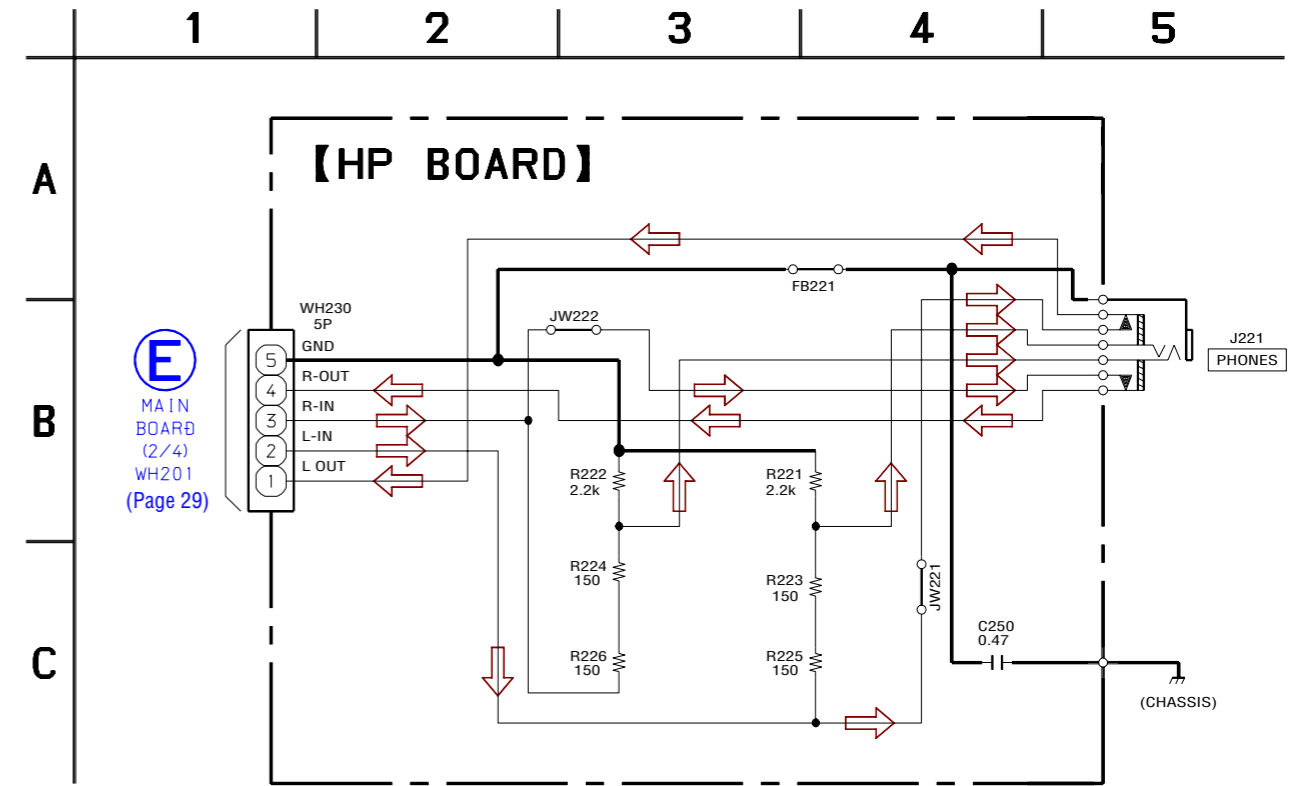 1 2 3 4 5
A
【HP BOARD】
FB221
WH230
5P
JW222
J221
PHONES
GND
R-OUT
R-IN
L-IN
L OUT
5
4
3
2
1
E
MAIN
BOARD
(2/4)
WH201
(Page 29)
B
R222
2.2k
R221
2.2k
R224
150
R223
150
JW221
C250
0.47
C
R226
150
R225
150
(CHASSIS)